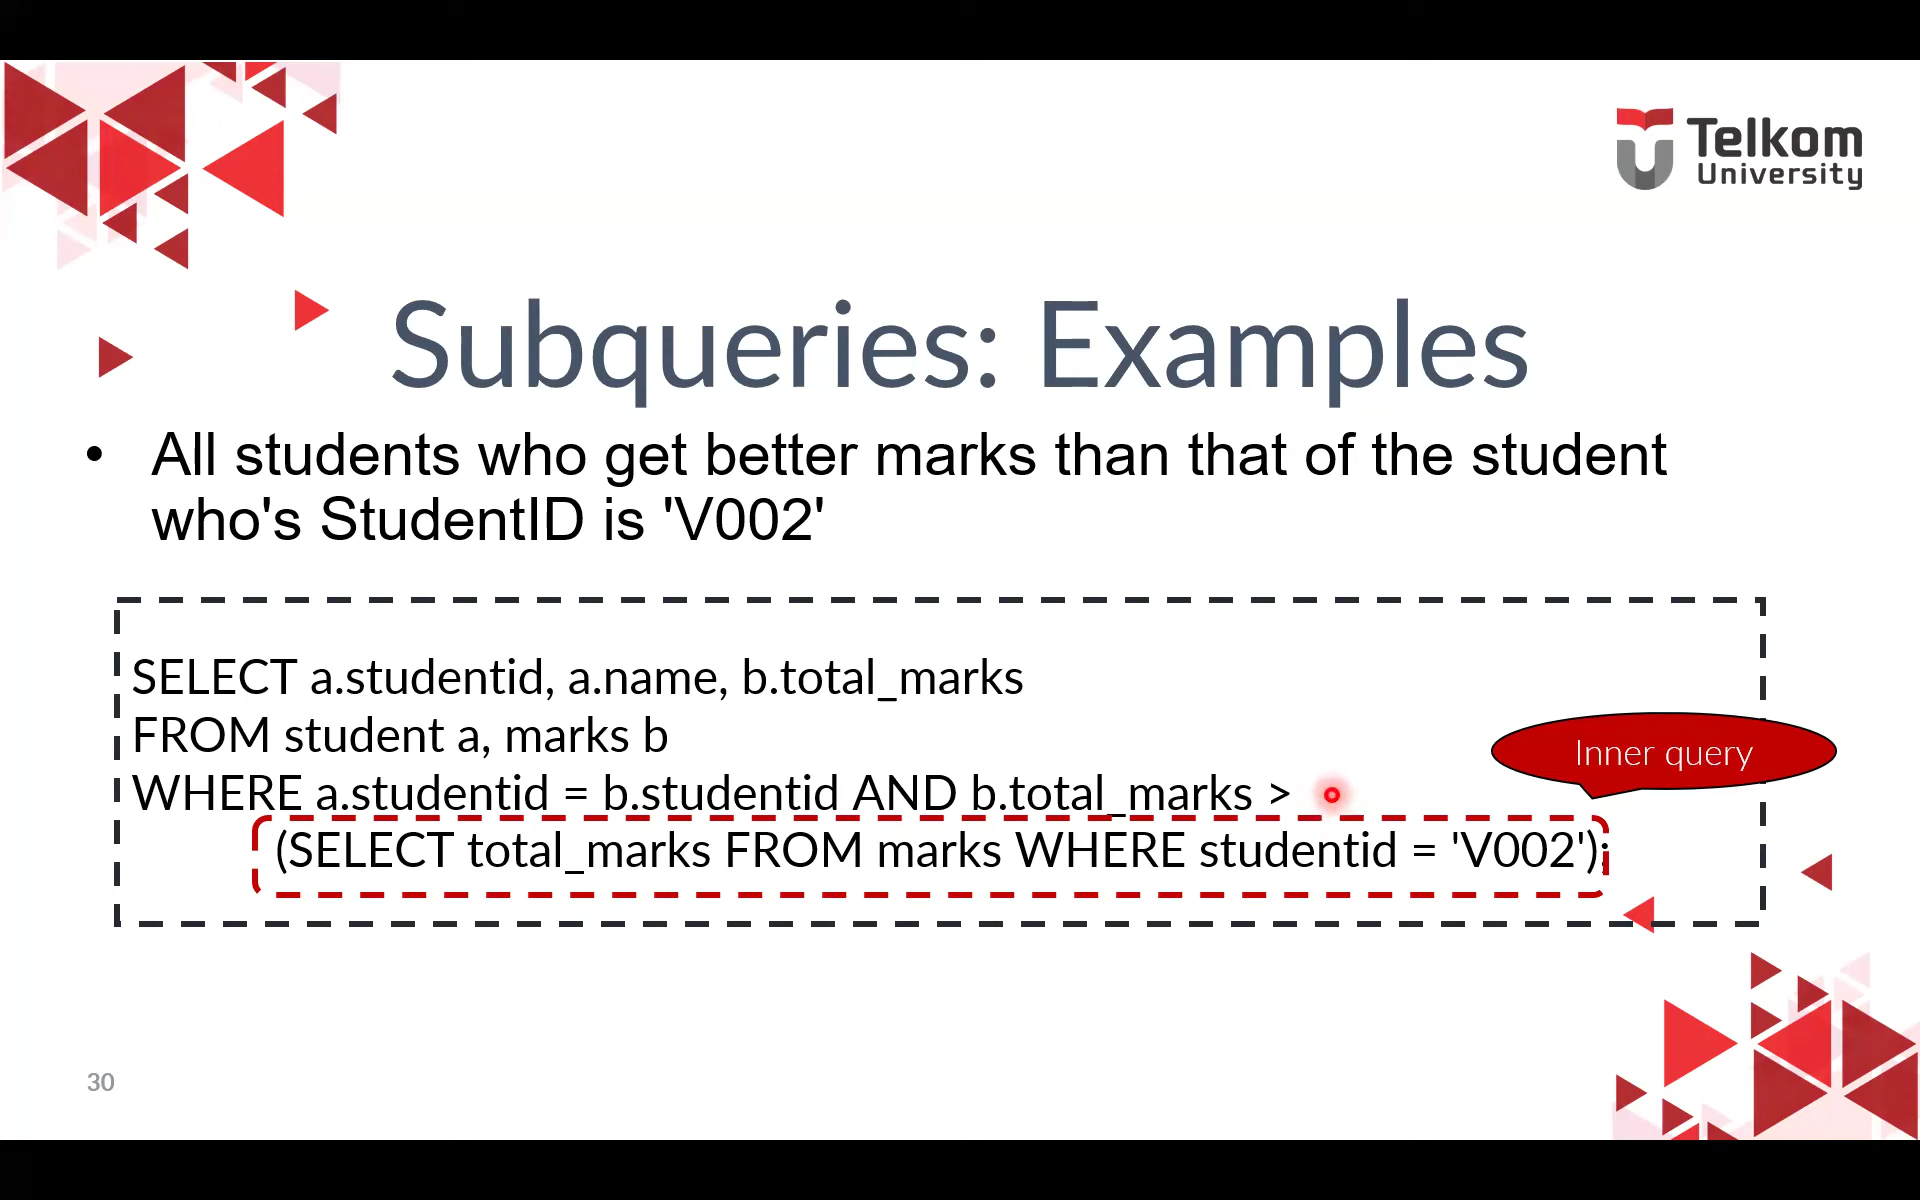 Telkom
University
Subqueries: Examples
• All students who get better marks than that of the student
who's StudentID is 'V002'
SELECT a.studentid, a.name, b.total_marks
FROM student a, marks b
Inner query
WHERE a.studentid = b.studentid AND b.total_marks >
(SELECT total_marks FROM marks WHERE studentid = 'V002');
30